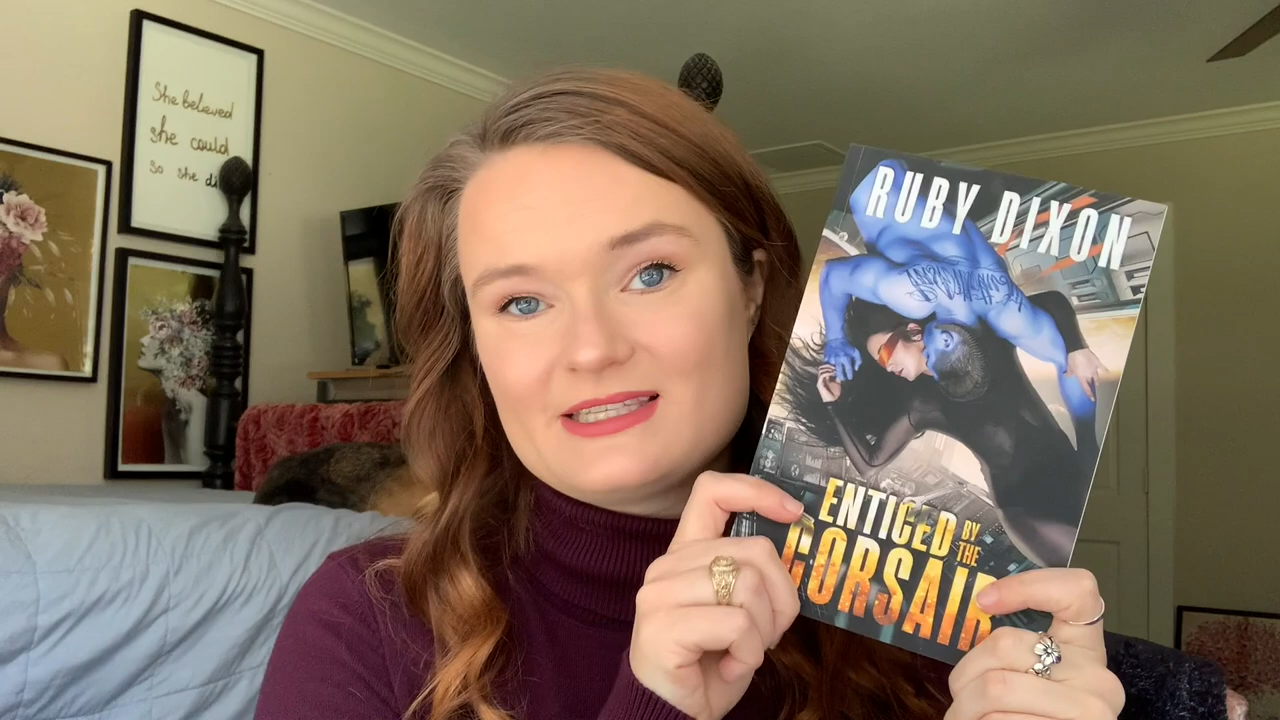 She believed
she could
so she di
RUBY DIXON
ENTICED BY
THE
CORSAIR